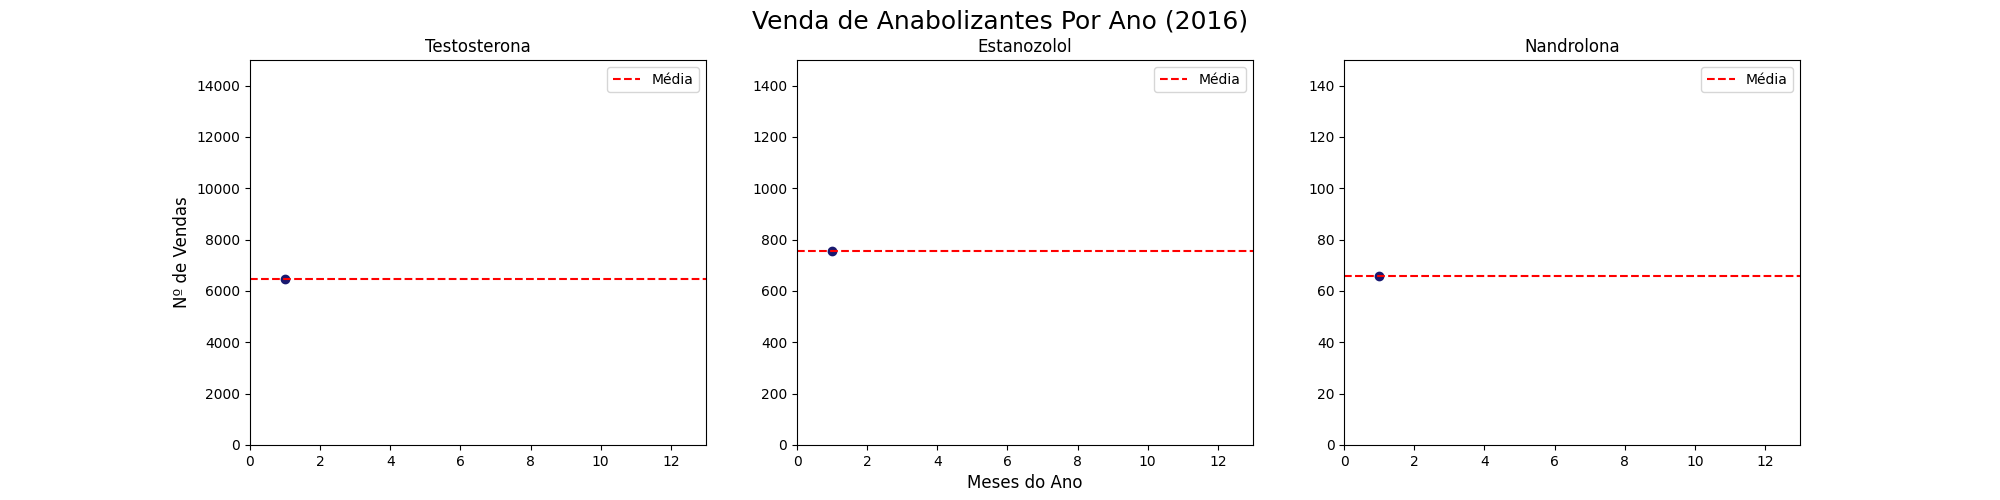 Venda de Anabolizantes Por Ano (2016)
Testosterona
Média
14000
12000
10000
8000
6000
4000
2000
0
0 2 4 6 8 10 12
Nº de Vendas
Estanozolol
Média
1400
1200
1000
800
600
400
200
0
0 2 4 6 8 10 12
Meses do Ano
Nandrolona
Média
140
120
100
80
60
40
20
0
0 2 4 6 8 10 12